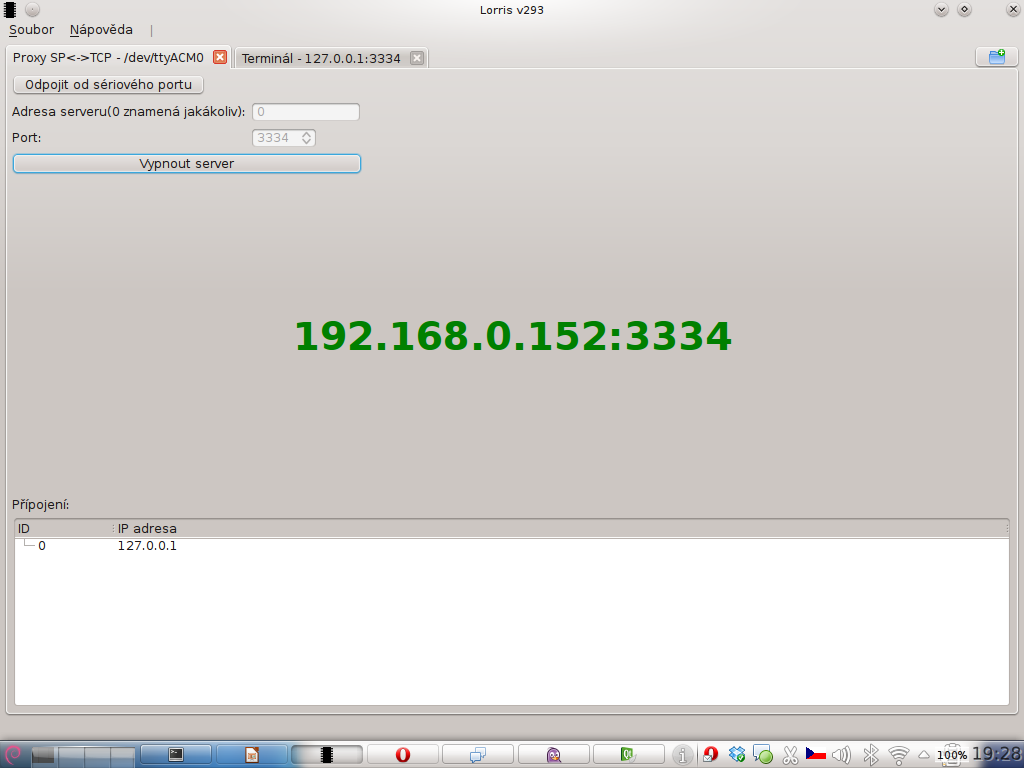 Lorris v293
Soubor Nápověda |
Proxy SP<->TCP - /dev/ttyACM0 Terminál - 127.0.0.1:3334
Odpojit od sériového portu
Adresa serveru(0 znamená jakákoliv): 0
Port: 3334
Vypnout server
192.168.0.152:3334
Přípojení:
ID IP adresa
0 127.0.0.1
100% 19:28